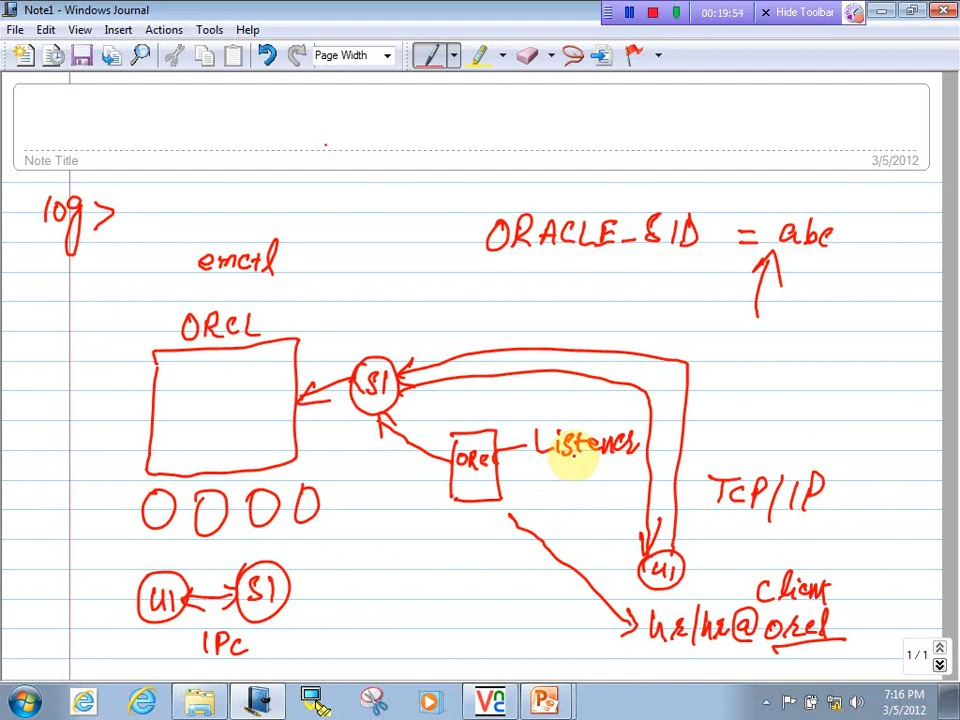 Note1 - Windows Journal
00:19:54
Hide Toolbar
File Edit View Insert Actions Tools Help
Page Width
Note Title
3/5/2012
log >
ORACLE_SID = abc
emctl
ORCL
S1
Listener
ORCL
TCP/IP
U1
U1
S1
Client
IPC
hr/hr@orcl
1 / 1
7:16 PM
3/5/2012